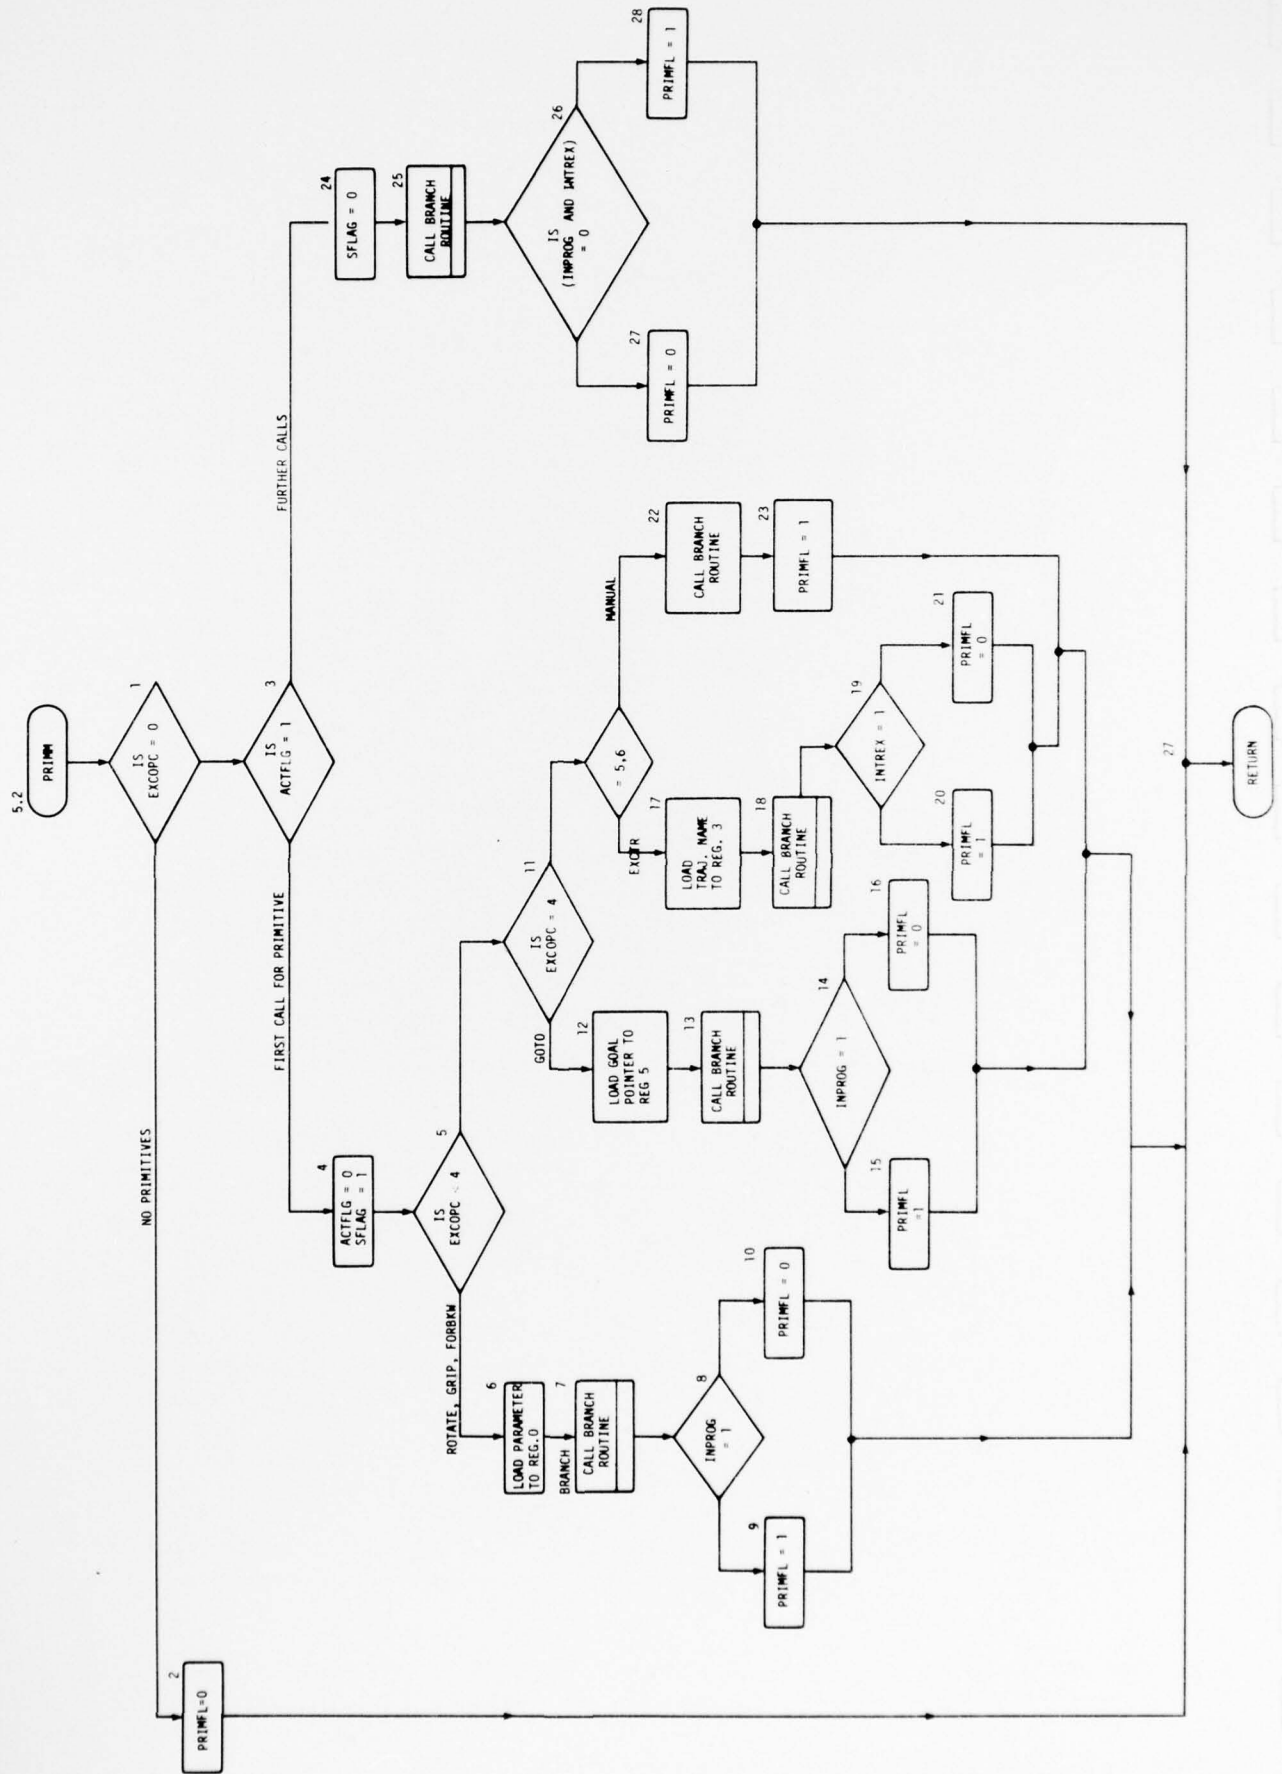 5.2
PRIMM
1
IS
EXCOPC = 0
NO PRIMITIVES
2
PRIMFL=0
3
IS
ACTFLG = 1
FIRST CALL FOR PRIMITIVE
FURTHER CALLS
4
ACTFLG = 0
SFLAG = 1
5
IS
EXCOPC < 4
ROTATE, GRIP, FORBKW
6
LOAD PARAMETER
TO REG.0
BRANCH
7
CALL BRANCH
ROUTINE
8
INPROG
= 1
9
PRIMFL = 1
10
PRIMFL = 0
11
IS
EXCOPC = 4
GOTO
12
LOAD GOAL
POINTER TO
REG 5
13
CALL BRANCH
ROUTINE
14
INPROG = 1
15
PRIMFL
=1
16
PRIMFL
= 0
= 5,6
EXCTR
MANUAL
17
LOAD
TRAJ. NAME
TO REG. 3
18
CALL BRANCH
ROUTINE
19
INTREX = 1
20
PRIMFL
= 1
21
PRIMFL
= 0
22
CALL BRANCH
ROUTINE
23
PRIMFL = 1
24
SFLAG = 0
25
CALL BRANCH
ROUTINE
26
IS
(INPROG AND INTREX)
= 0
27
PRIMFL = 0
28
PRIMFL = 1
27
RETURN